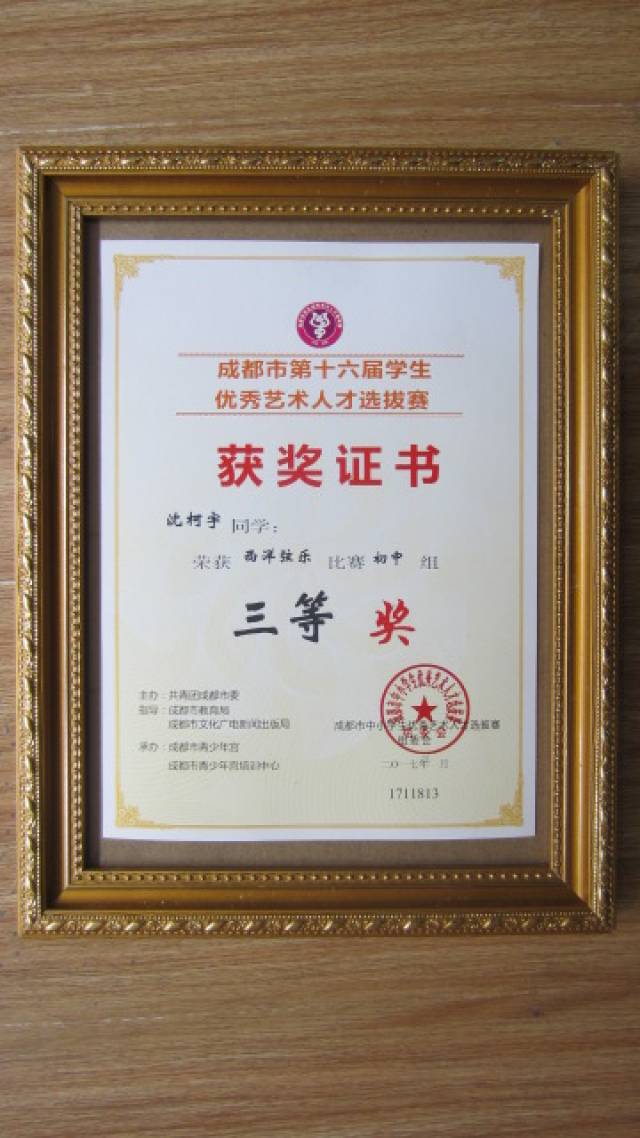 成都市第十六届学生
优秀艺术人才选拔赛
获奖证书
沈柯宇 同学：
荣获 西洋弦乐 比赛 初中 组
三等奖
主办：共青团成都市委
指导：成都市教育局
成都市文化广电新闻出版局
承办：成都市青少年宫
成都市青少年宫培训中心
成都市中小学生优秀艺术人才选拔赛
组委会
二〇一七年 月
1711813